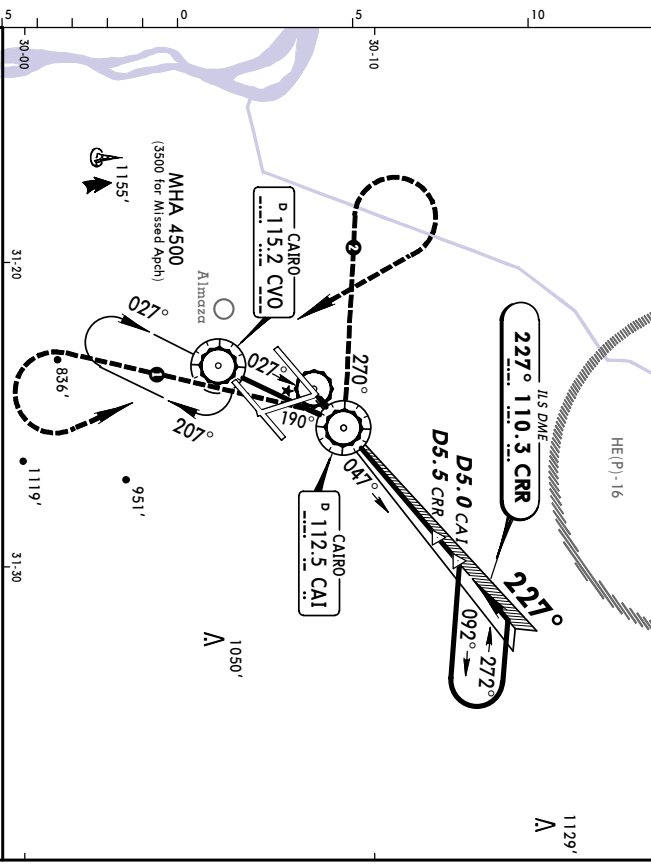 5
0
5
10
30-00
30-10
31-20
31-30
HE(P)-16
1155'
MHA 4500
(3500 for Missed Apch)
CAIRO
D 115.2 CVO
Almaza
ILS DME
227° 110.3 CRR
2
270°
027°
027°
1
190°
207°
836'
1119'
951'
047°
D5.0 CAI
D5.5 CRR
227°
CAIRO
D 112.5 CAI
092°
272°
1050'
1129'